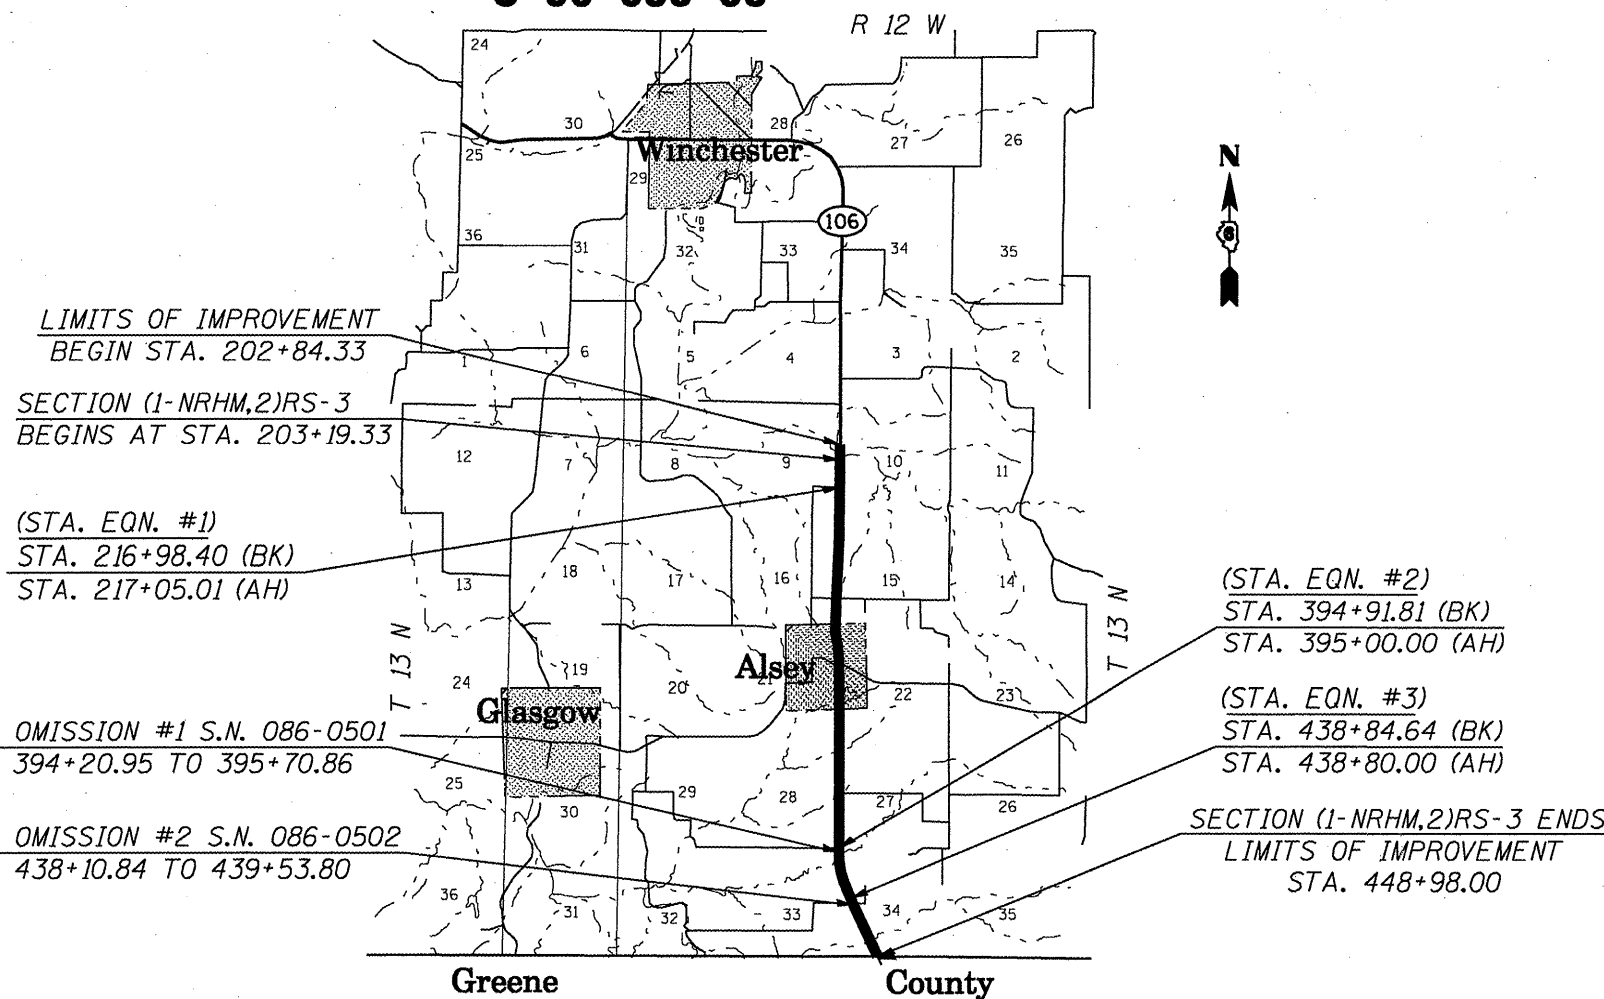 R 12 W
24
30
28
27
26
25
Winchester
N
29
106
6
36
31
32
33
34
35
LIMITS OF IMPROVEMENT
BEGIN STA. 202+84.33
1
6
5
4
3
2
SECTION (1-NRHM,2)RS-3
BEGINS AT STA. 203+19.33
12
7
8
9
10
11
(STA. EQN. #1)
STA. 216+98.40 (BK)
STA. 217+05.01 (AH)
13
18
17
16
15
14
(STA. EQN. #2)
STA. 394+91.81 (BK)
STA. 395+00.00 (AH)
T 13 N
T 13 N
24
19
20
21
Alsey
22
23
Glasgow
(STA. EQN. #3)
STA. 438+84.64 (BK)
STA. 438+80.00 (AH)
OMISSION #1 S.N. 086-0501
394+20.95 TO 395+70.86
25
30
29
28
27
26
SECTION (1-NRHM,2)RS-3 ENDS
LIMITS OF IMPROVEMENT
STA. 448+98.00
OMISSION #2 S.N. 086-0502
438+10.84 TO 439+53.80
36
31
32
33
34
35
Greene County